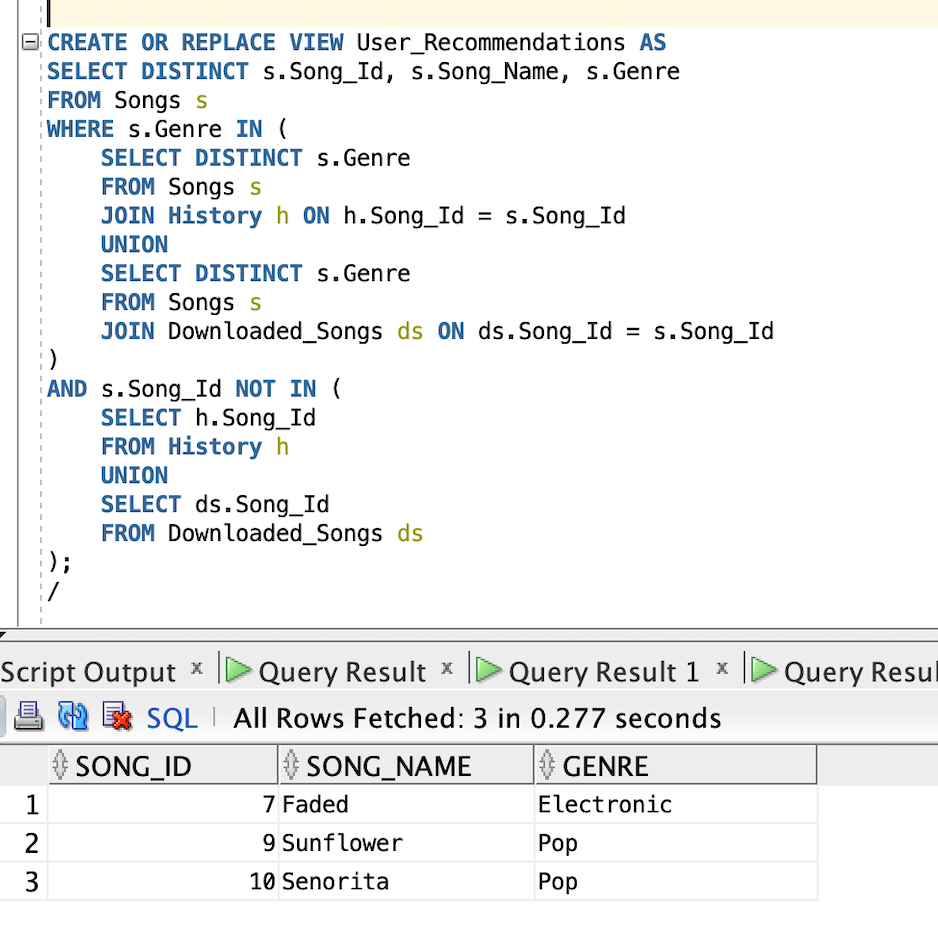 CREATE OR REPLACE VIEW User_Recommendations AS
SELECT DISTINCT s.Song_Id, s.Song_Name, s.Genre
FROM Songs s
WHERE s.Genre IN (
    SELECT DISTINCT s.Genre
    FROM Songs s
    JOIN History h ON h.Song_Id = s.Song_Id
    UNION
    SELECT DISTINCT s.Genre
    FROM Songs s
    JOIN Downloaded_Songs ds ON ds.Song_Id = s.Song_Id
)
AND s.Song_Id NOT IN (
    SELECT h.Song_Id
    FROM History h
    UNION
    SELECT ds.Song_Id
    FROM Downloaded_Songs ds
);
/
Script Output x Query Result x Query Result 1 x Query Resul
SQL | All Rows Fetched: 3 in 0.277 seconds
SONG_ID SONG_NAME GENRE
1 7 Faded Electronic
2 9 Sunflower Pop
3 10 Senorita Pop